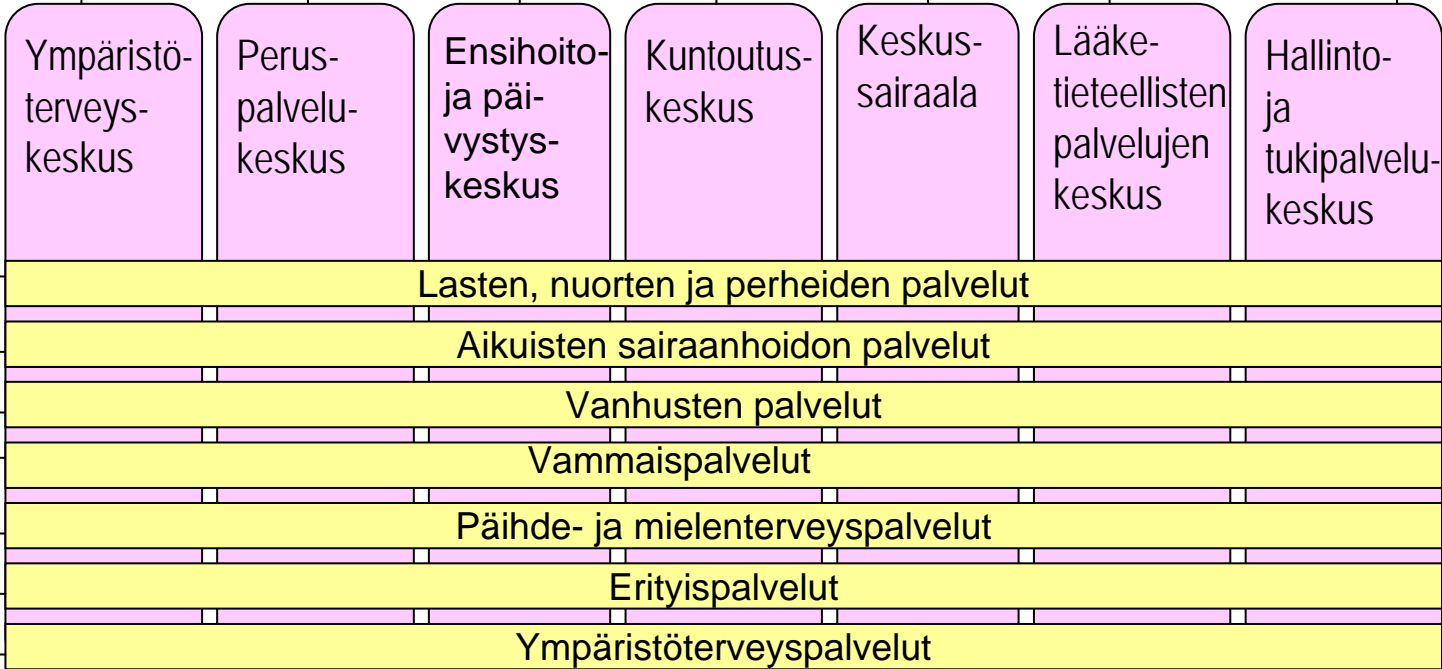 Ympäristö-
terveys-
keskus
Perus-
palvelu-
keskus
Ensihoito-
ja päi-
vystys-
keskus
Kuntoutus-
keskus
Keskus-
sairaala
Lääke-
tieteellisten
palvelujen
keskus
Hallinto-
ja
tukipalvelu-
keskus
Lasten, nuorten ja perheiden palvelut
Aikuisten sairaanhoidon palvelut
Vanhusten palvelut
Vammaispalvelut
Päihde- ja mielenterveyspalvelut
Erityispalvelut
Ympäristöterveyspalvelut